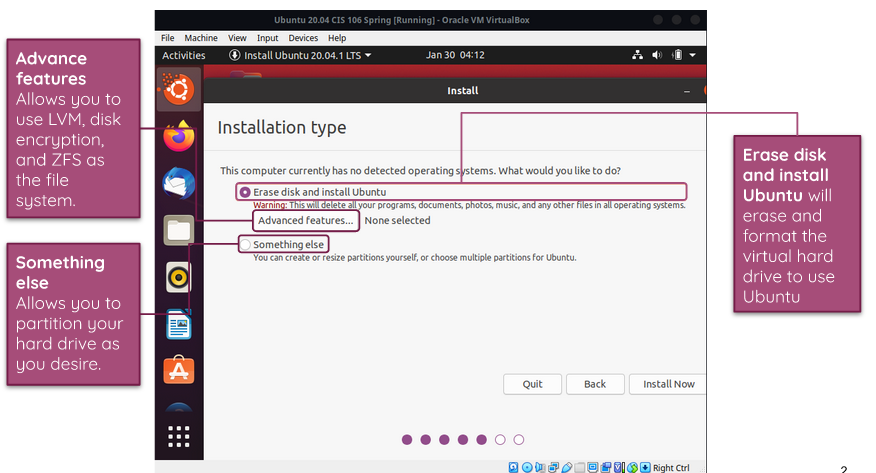 Ubuntu 20.04 CIS 106 Spring [Running] - Oracle VM VirtualBox
File Machine View Input Devices Help
Activities Install Ubuntu 20.04.1 LTS Jan 30 04:12
Install
Installation type
This computer currently has no detected operating systems. What would you like to do?
Erase disk and install Ubuntu
Warning: This will delete all your programs, documents, photos, music, and any other files in all operating systems.
Advanced features... None selected
Something else
You can create or resize partitions yourself, or choose multiple partitions for Ubuntu.
Quit Back Install Now
Right Ctrl
Advance
features
Allows you to
use LVM, disk
encryption,
and ZFS as
the file
system.
Something
else
Allows you to
partition your
hard drive as
you desire.
Erase disk
and install
Ubuntu will
erase and
format the
virtual hard
drive to use
Ubuntu
2